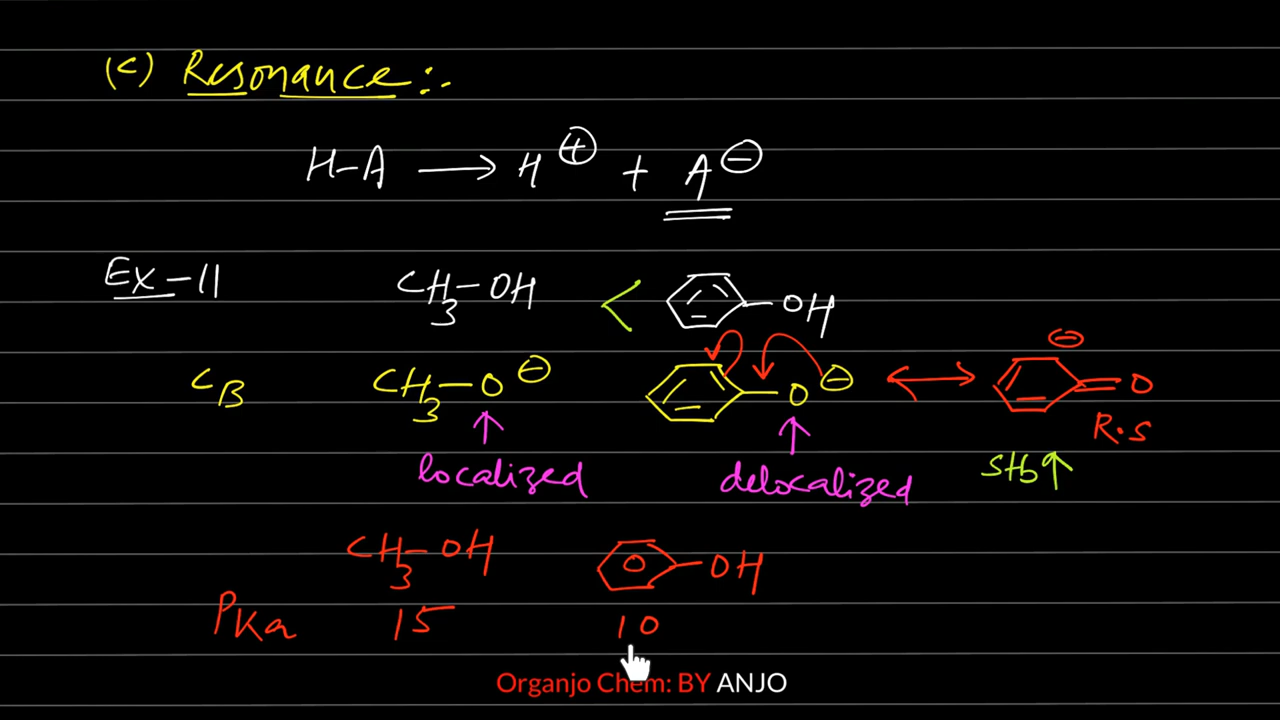 (c) Resonance :-
H-A ⟶ H⊕ + A⊖
Ex-11 CH3-OH < -OH
CB CH3-O⊖ -O⊖ ⟷ ⊖ =O
R.S
localized delocalized stb↑
CH3-OH -OH
PKa 15 10
Organjo Chem: BY ANJO